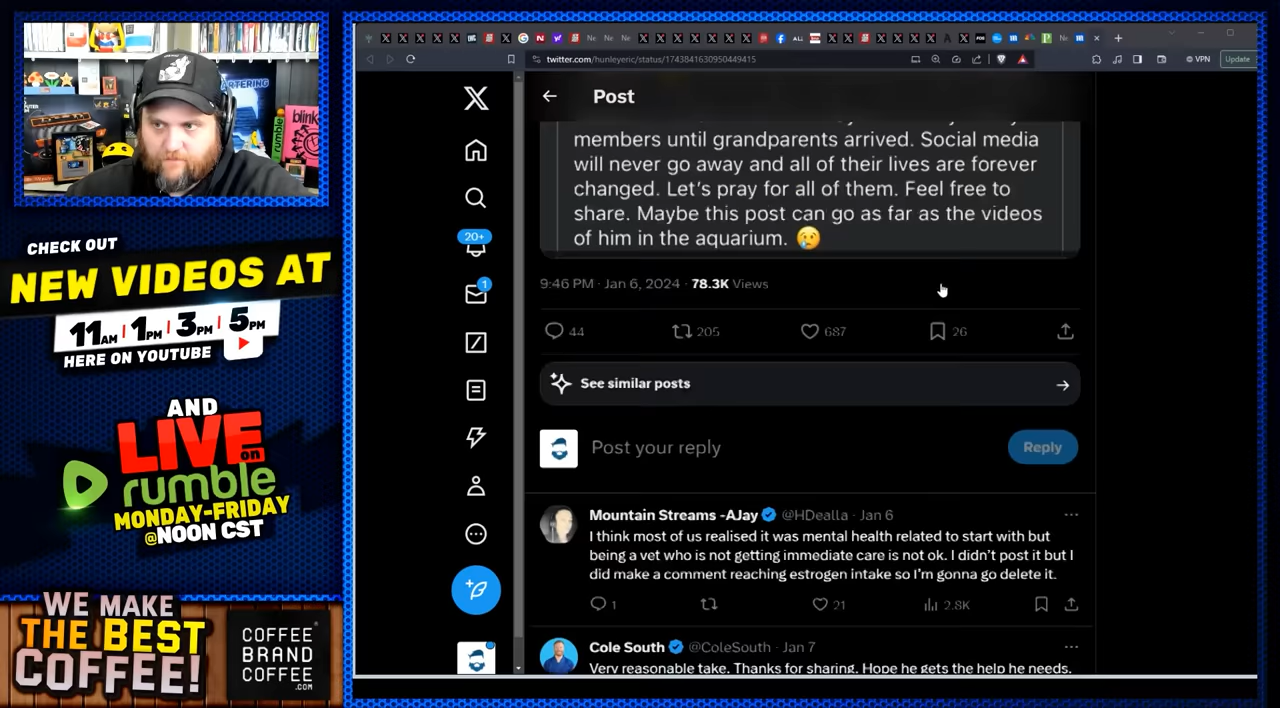 CHECK OUT
NEW VIDEOS AT
11AM | 1PM | 3PM | 5PM
HERE ON YOUTUBE
AND
LIVE on
rumble
MONDAY-FRIDAY
@NOON CST
WE MAKE
THE BEST
COFFEE!
COFFEE
BRAND
COFFEE
.COM
twitter.com/hunleyeric/status/1743841630950449415
VPN
Update
Post
members until grandparents arrived. Social media
will never go away and all of their lives are forever
changed. Let's pray for all of them. Feel free to
share. Maybe this post can go as far as the videos
of him in the aquarium. 😢
9:46 PM · Jan 6, 2024 · 78.3K Views
44 205 687 26
See similar posts
Post your reply
Reply
Mountain Streams -AJay @HDealla · Jan 6
I think most of us realised it was mental health related to start with but
being a vet who is not getting immediate care is not ok. I didn't post it but I
did make a comment reaching estrogen intake so I'm gonna go delete it.
1 21 2.8K
Cole South @ColeSouth · Jan 7
Very reasonable take. Thanks for sharing. Hope he gets the help he needs.
20+
1